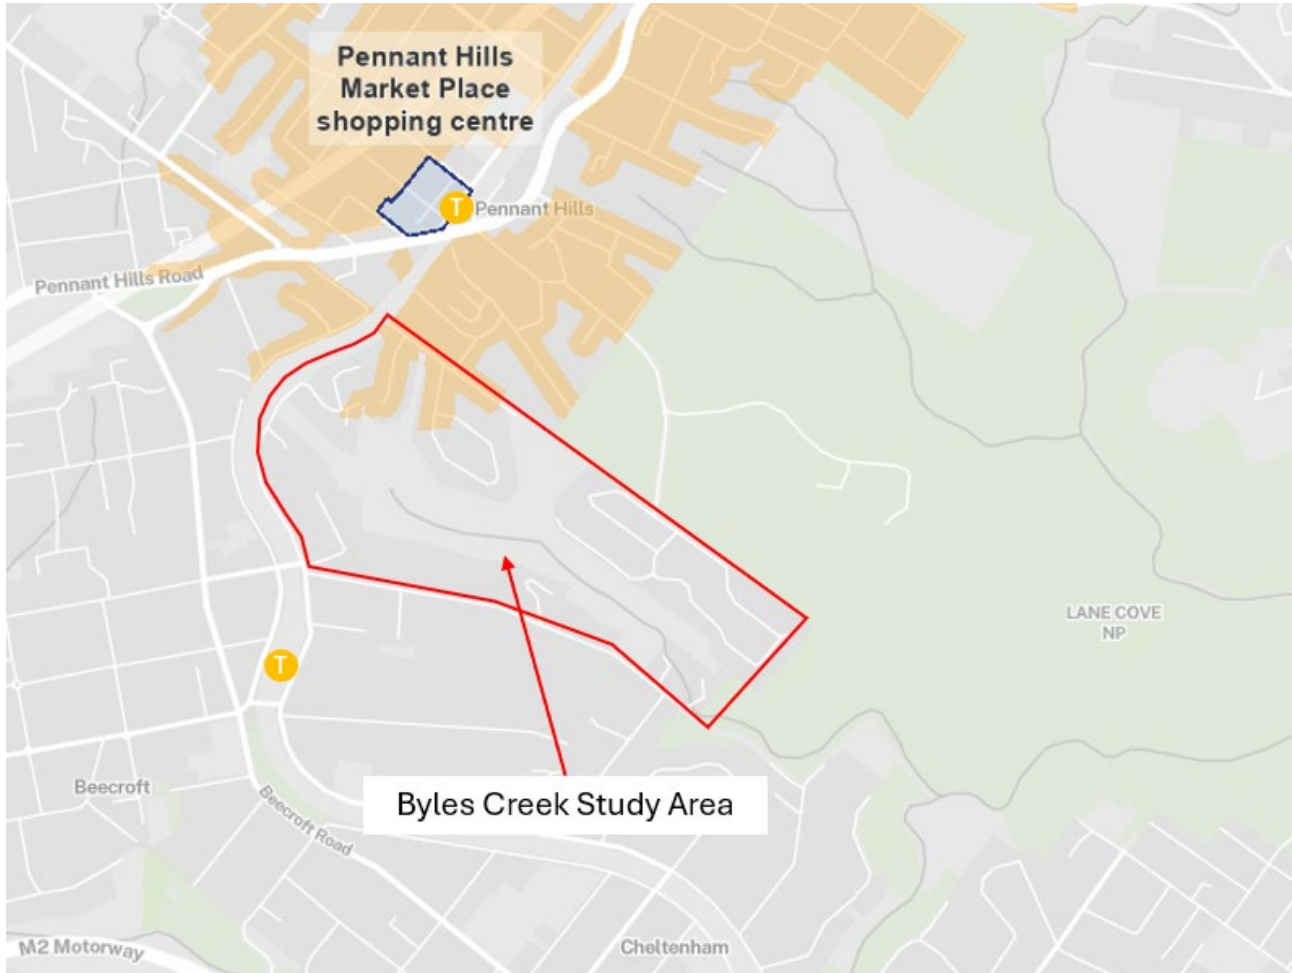 Pennant Hills
Market Place
shopping centre
T
Pennant Hills
Pennant Hills Road
LANE COVE
NP
T
Byles Creek Study Area
Beecroft
Beecroft Road
M2 Motorway
Cheltenham